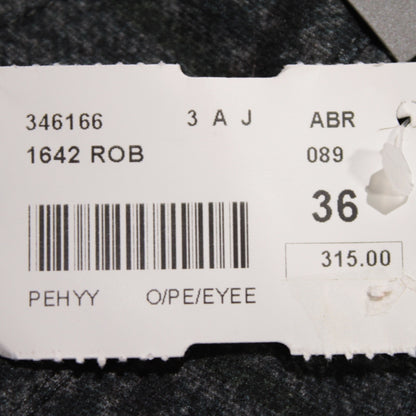 346166 3 A J ABR
1642 ROB 089
36
315.00
PEHYY O/PE/EYEE